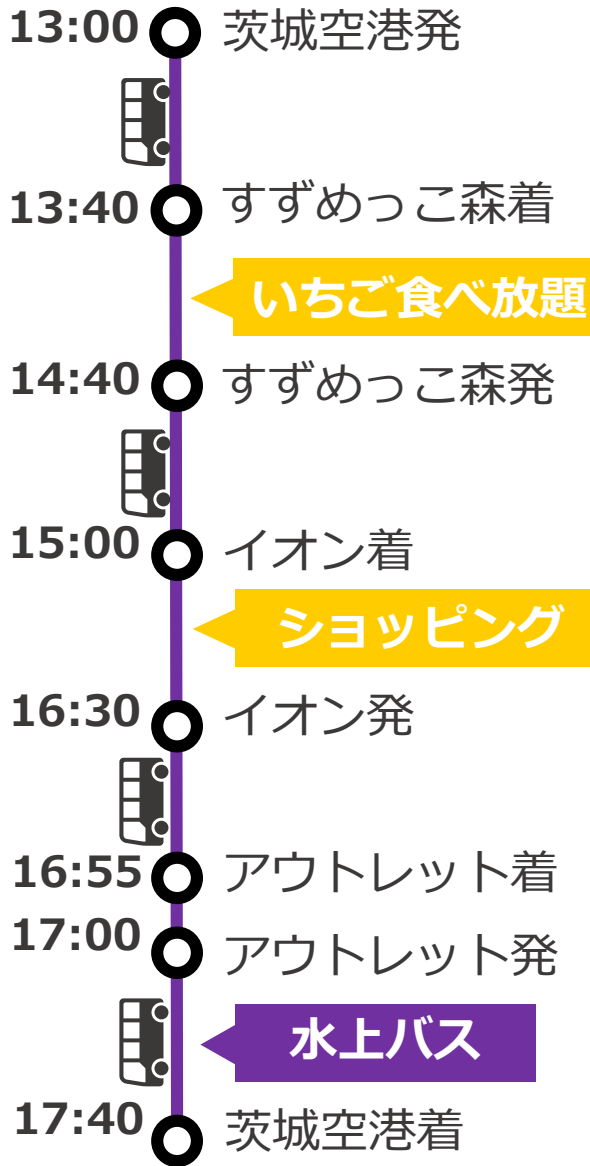 13:00 茨城空港発
13:40 すずめっこ森着
いちご食べ放題
14:40 すずめっこ森発
15:00 イオン着
ショッピング
16:30 イオン発
16:55 アウトレット着
17:00 アウトレット発
水上バス
17:40 茨城空港着